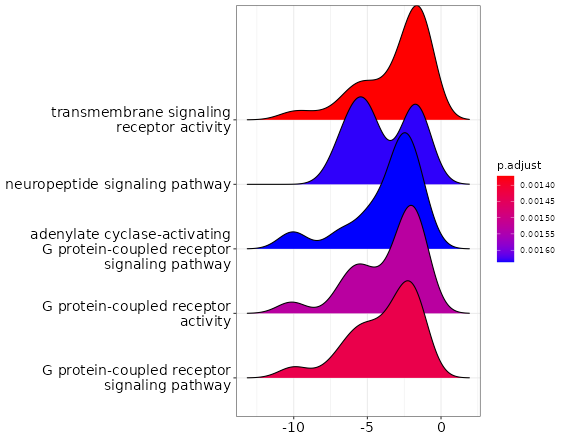 transmembrane signaling
receptor activity
neuropeptide signaling pathway
adenylate cyclase-activating
G protein-coupled receptor
signaling pathway
G protein-coupled receptor
activity
G protein-coupled receptor
signaling pathway
-10
-5
0
p.adjust
0.00140
0.00145
0.00150
0.00155
0.00160